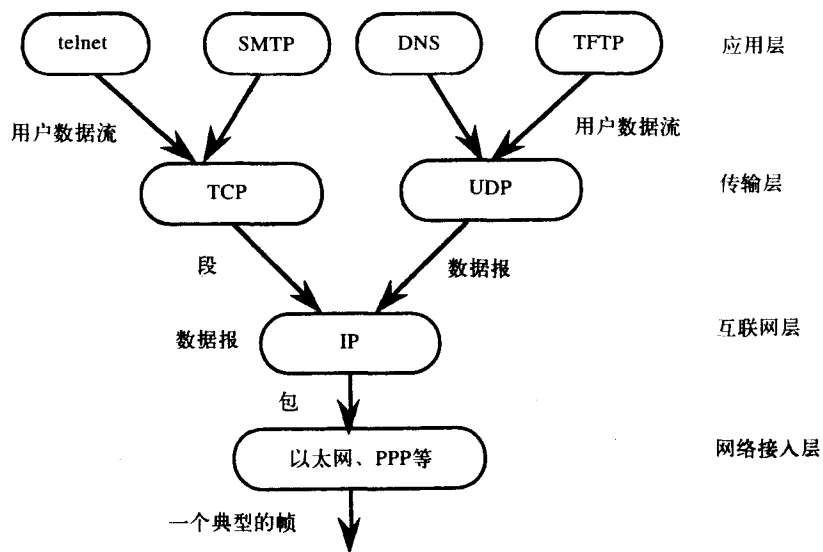 telnet SMTP DNS TFTP 应用层
用户数据流 用户数据流
TCP UDP 传输层
段 数据报
数据报 IP 互联网层
包
以太网、PPP等 网络接入层
一个典型的帧